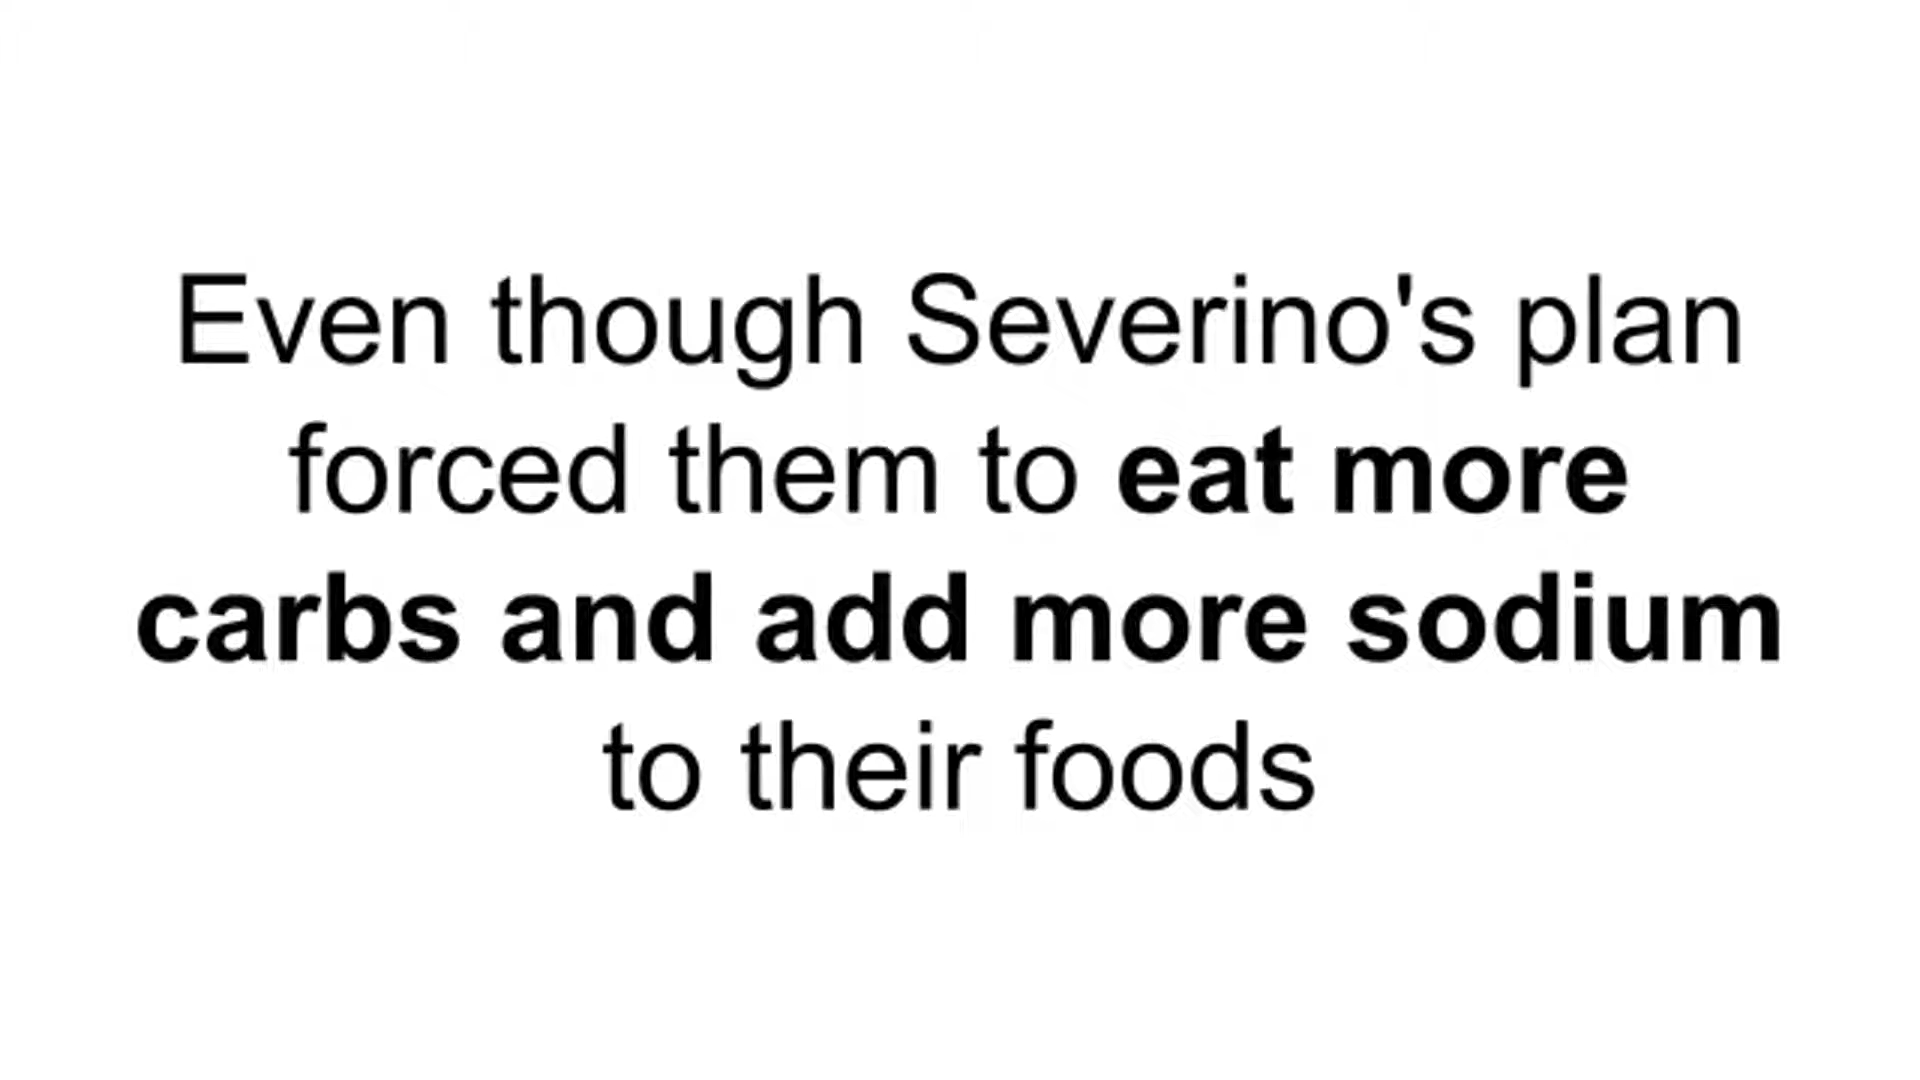 Even though Severino's plan
forced them to eat more
carbs and add more sodium
to their foods